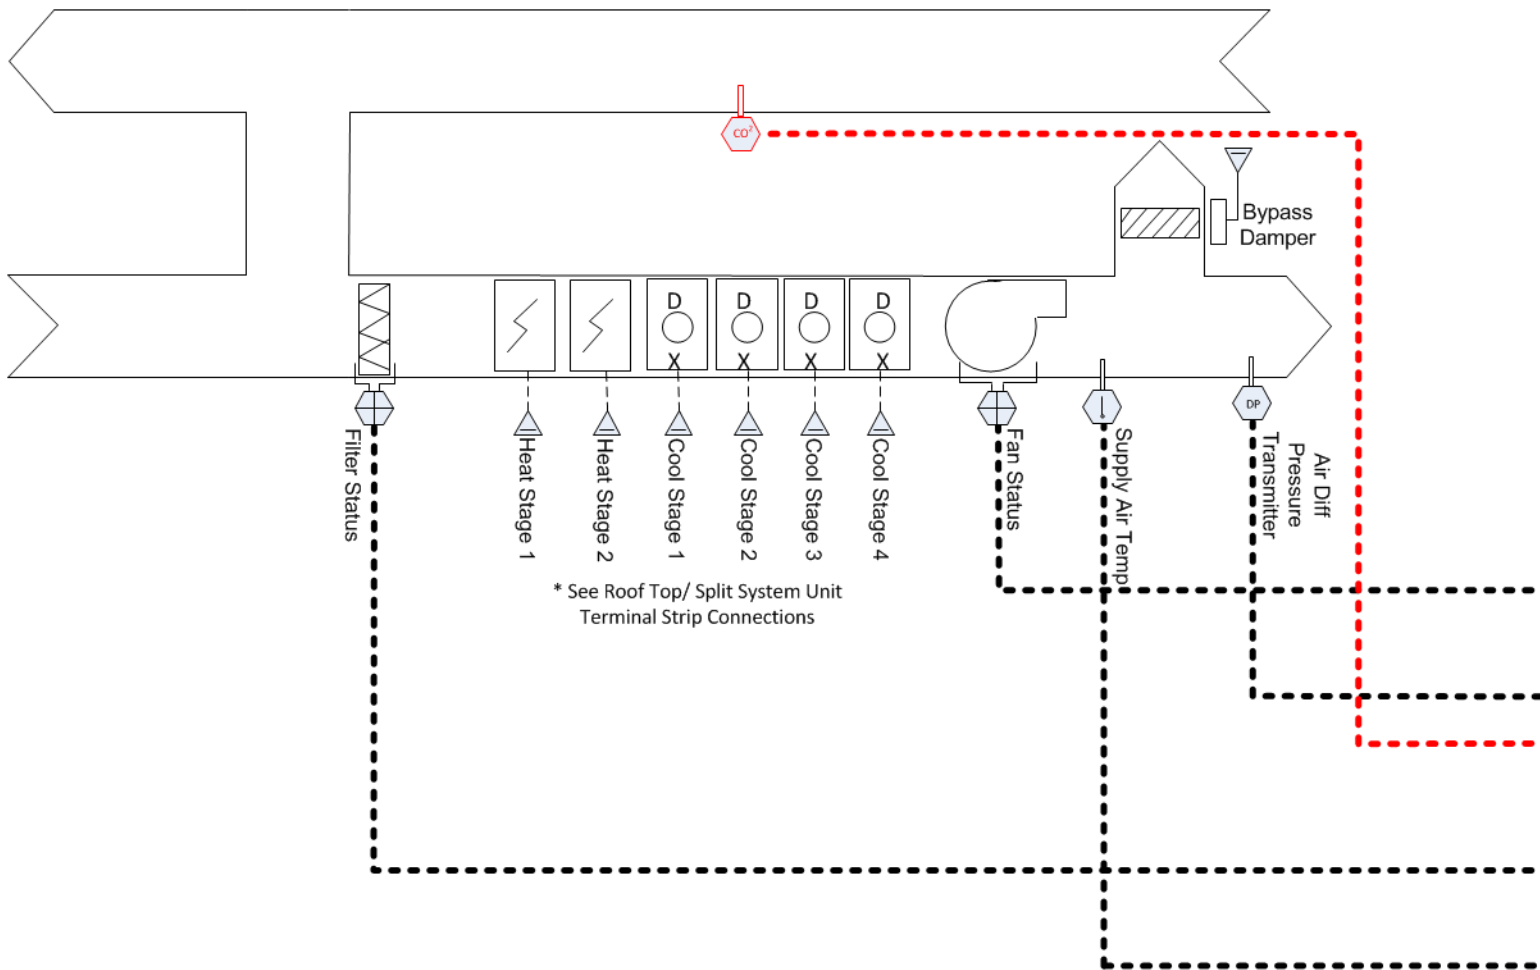 CO²
Bypass
Damper
D
D
D
D
X
X
X
X
DP
Filter Status
Heat Stage 1
Heat Stage 2
Cool Stage 1
Cool Stage 2
Cool Stage 3
Cool Stage 4
Fan Status
Supply Air Temp
Air Diff
Pressure
Transmitter
* See Roof Top/ Split System Unit
Terminal Strip Connections